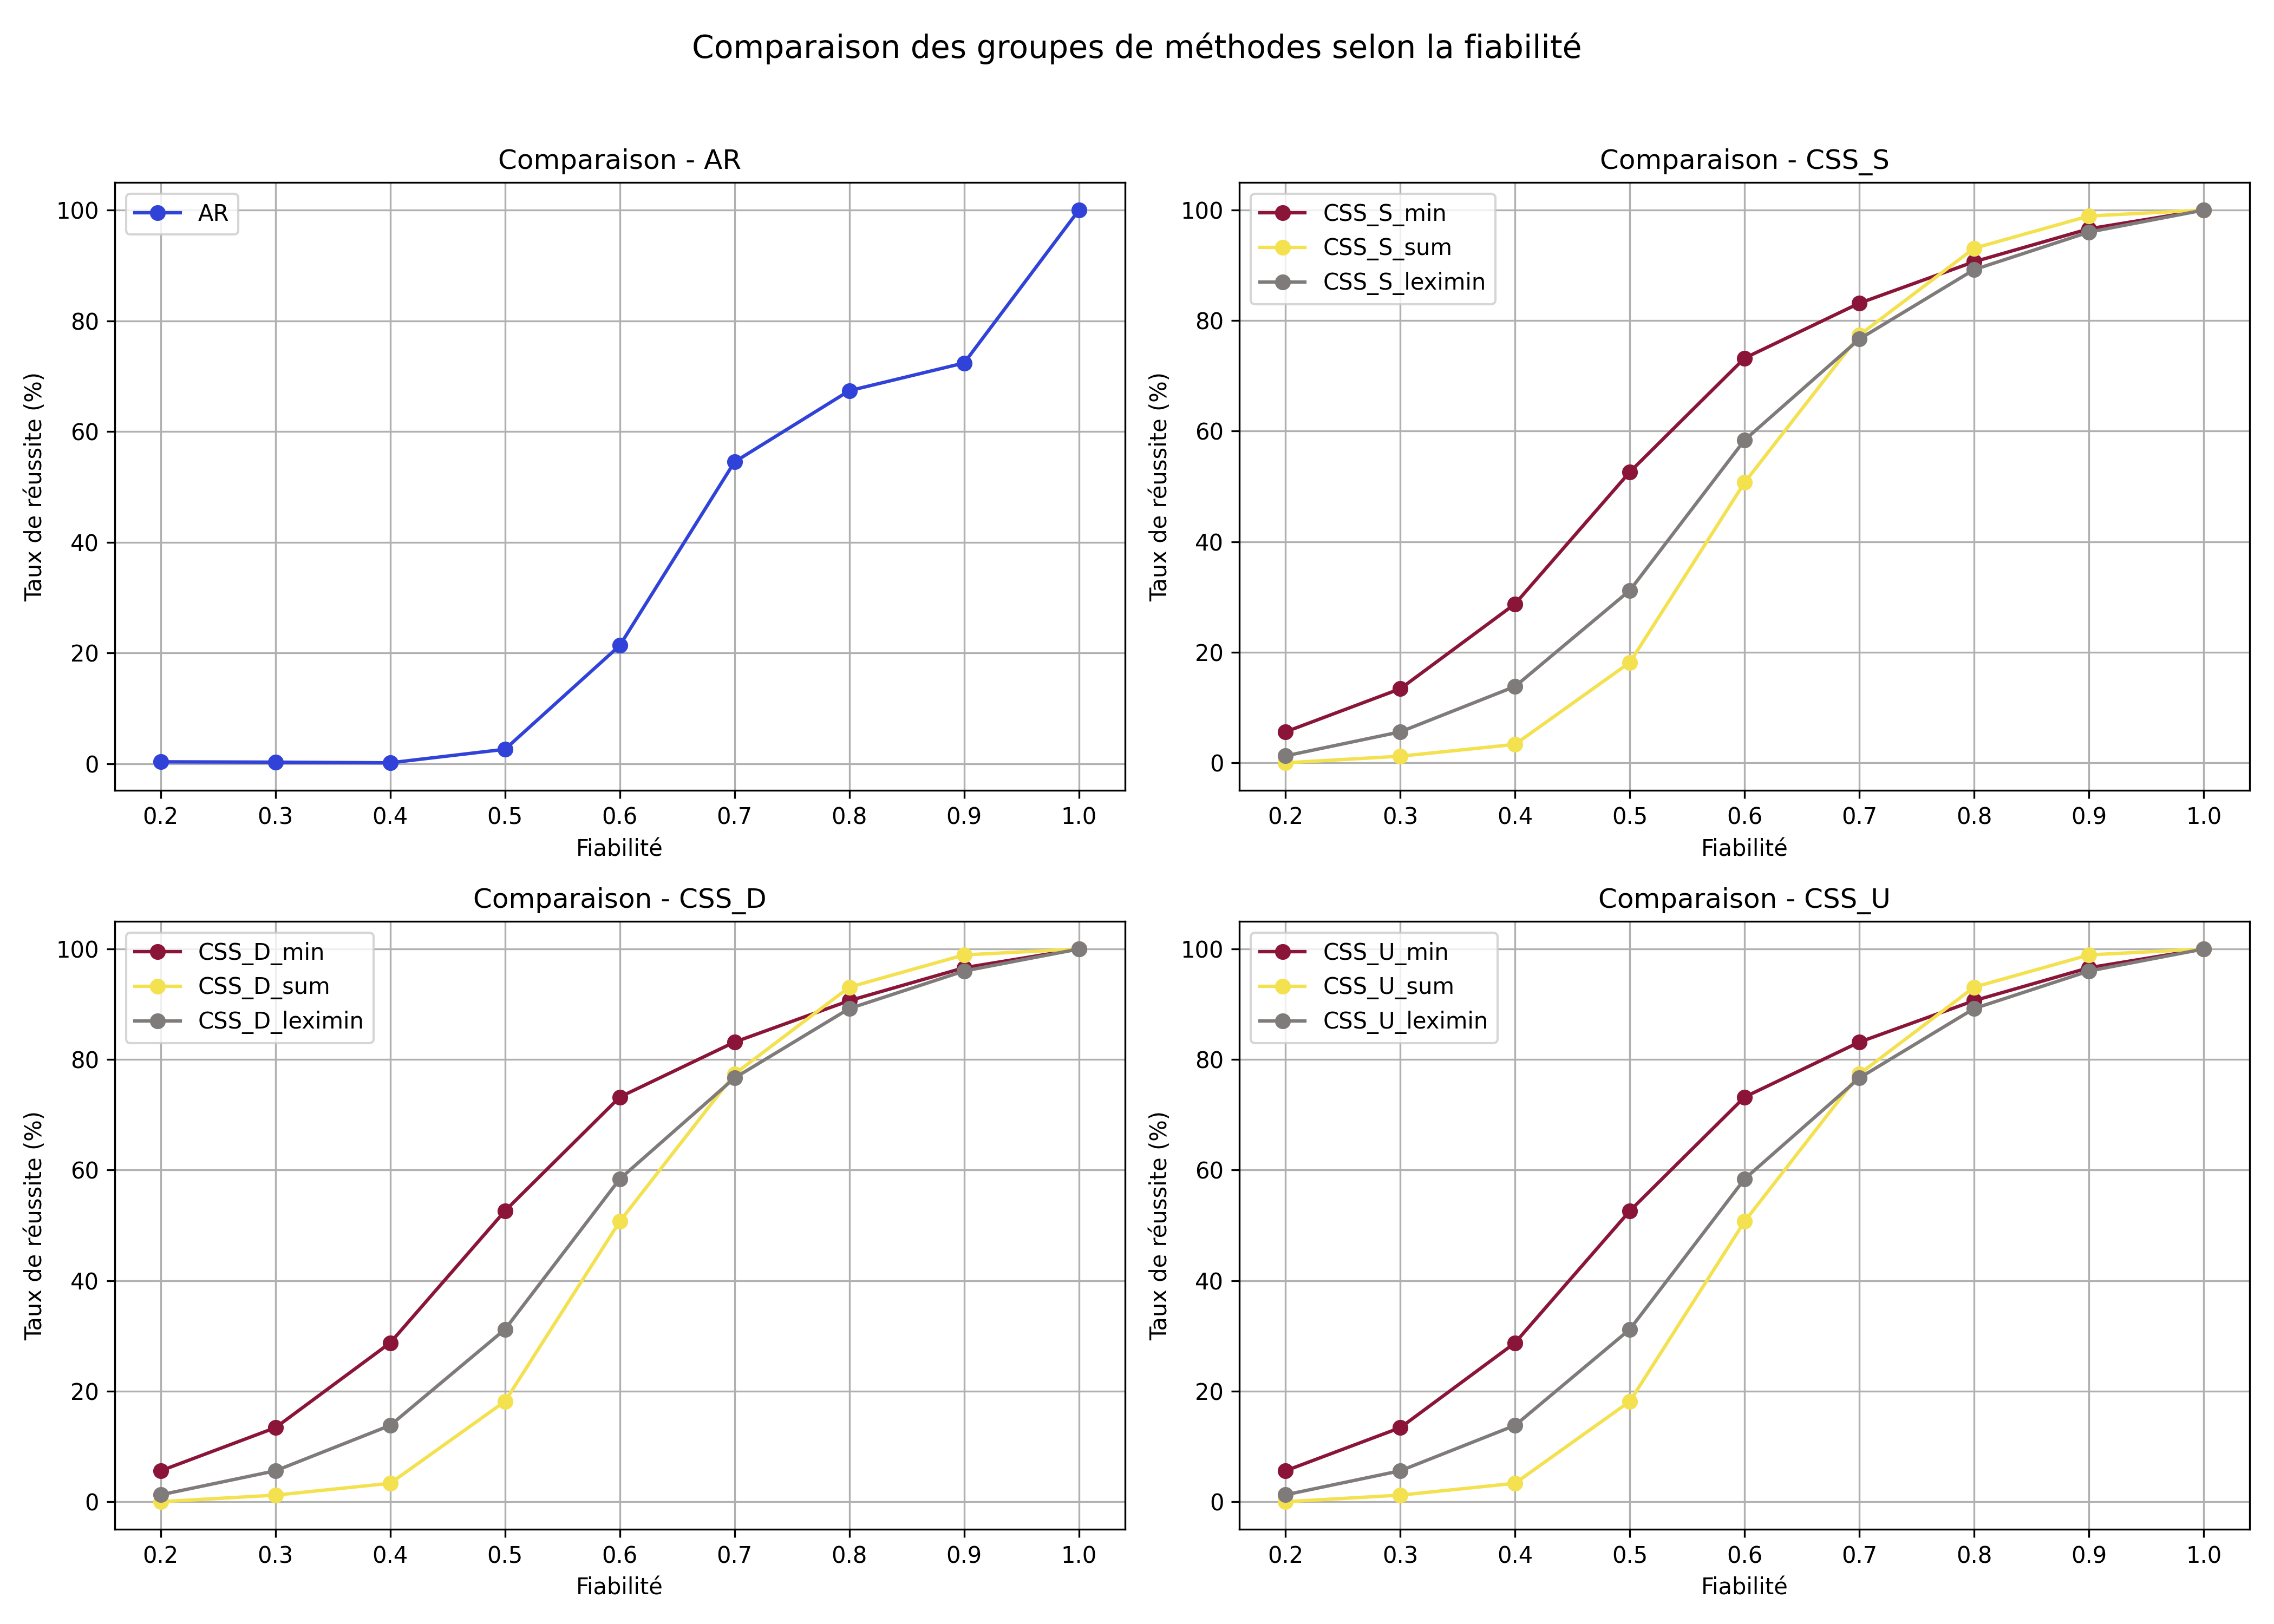 Comparaison des groupes de méthodes selon la fiabilité
Comparaison - AR
AR
100
80
60
40
20
0
Taux de réussite (%)
0.2 0.3 0.4 0.5 0.6 0.7 0.8 0.9 1.0
Fiabilité
Comparaison - CSS_S
CSS_S_min
CSS_S_sum
CSS_S_leximin
100
80
60
40
20
0
Taux de réussite (%)
0.2 0.3 0.4 0.5 0.6 0.7 0.8 0.9 1.0
Fiabilité
Comparaison - CSS_D
CSS_D_min
CSS_D_sum
CSS_D_leximin
100
80
60
40
20
0
Taux de réussite (%)
0.2 0.3 0.4 0.5 0.6 0.7 0.8 0.9 1.0
Fiabilité
Comparaison - CSS_U
CSS_U_min
CSS_U_sum
CSS_U_leximin
100
80
60
40
20
0
Taux de réussite (%)
0.2 0.3 0.4 0.5 0.6 0.7 0.8 0.9 1.0
Fiabilité